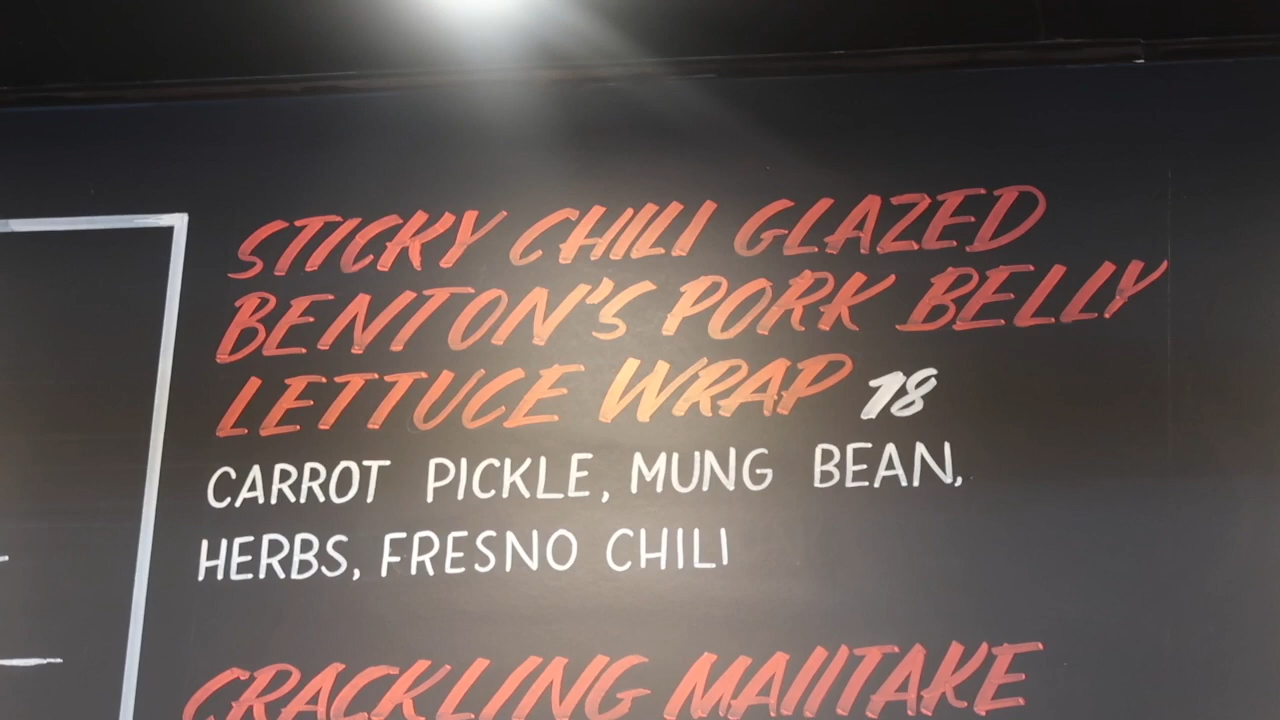 STICKY CHILI GLAZED
BENTON'S PORK BELLY
LETTUCE WRAP 18
CARROT PICKLE, MUNG BEAN,
HERBS, FRESNO CHILI
CRACKLING MAIITAKE